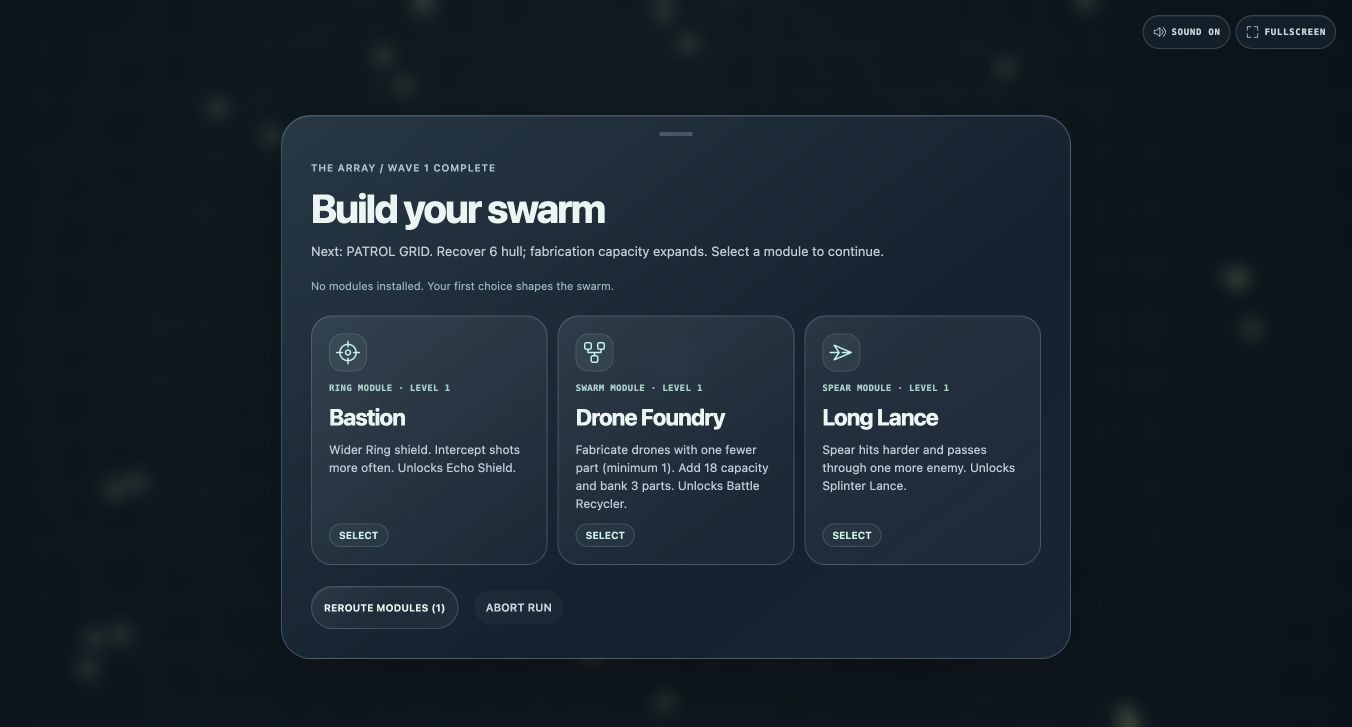 SOUND ON
FULLSCREEN
THE ARRAY / WAVE 1 COMPLETE
Build your swarm
Next: PATROL GRID. Recover 6 hull; fabrication capacity expands. Select a module to continue.
No modules installed. Your first choice shapes the swarm.
RING MODULE · LEVEL 1
Bastion
Wider Ring shield. Intercept shots
more often. Unlocks Echo Shield.
SELECT
SWARM MODULE · LEVEL 1
Drone Foundry
Fabricate drones with one fewer
part (minimum 1). Add 18 capacity
and bank 3 parts. Unlocks Battle
Recycler.
SELECT
SPEAR MODULE · LEVEL 1
Long Lance
Spear hits harder and passes
through one more enemy. Unlocks
Splinter Lance.
SELECT
REROUTE MODULES (1)
ABORT RUN